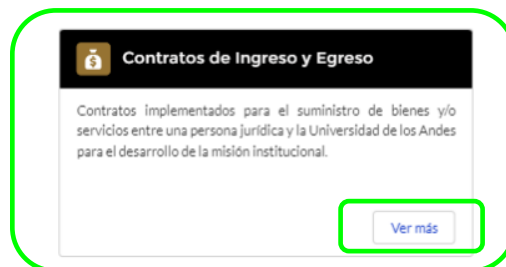 Contratos de Ingreso y Egreso
Contratos implementados para el suministro de bienes y/o
servicios entre una persona jurídica y la Universidad de los Andes
para el desarrollo de la misión institucional.
Ver más